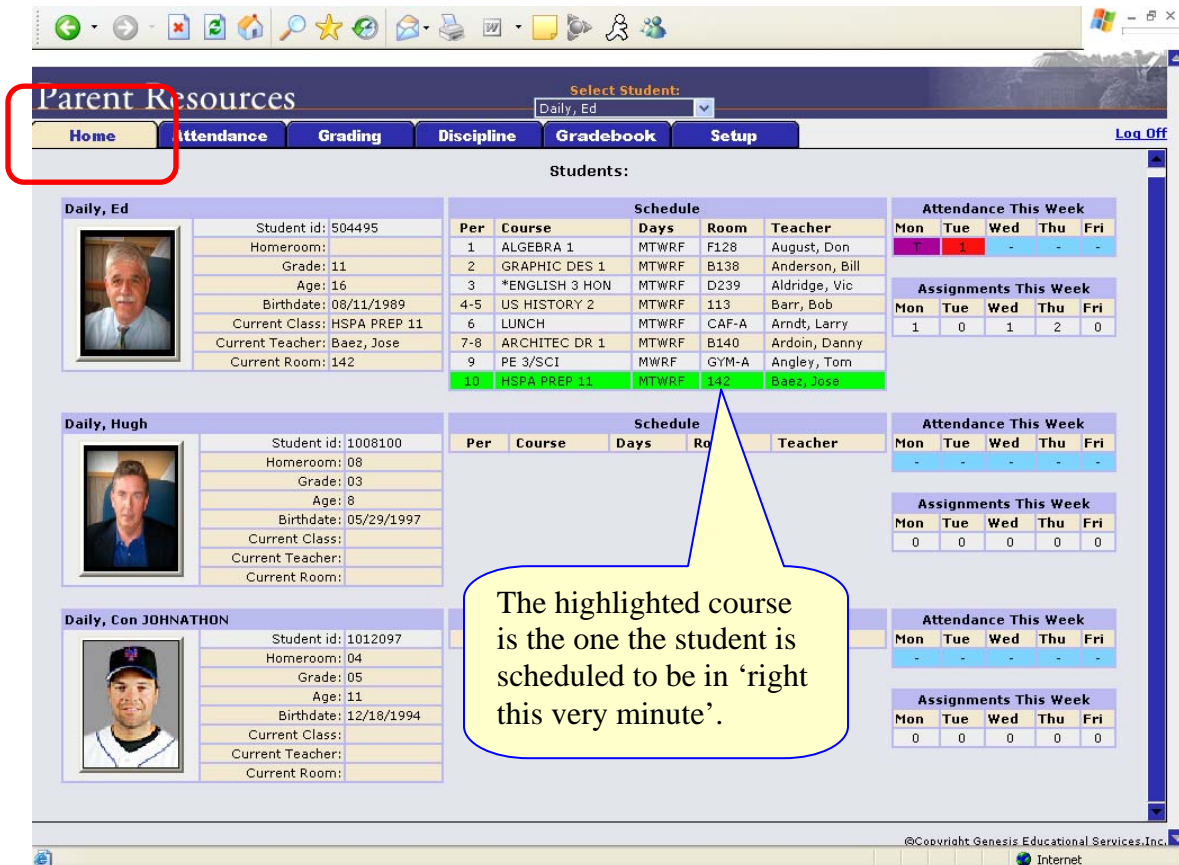 Parent Resources
Select Student:
Daily, Ed
Home Attendance Grading Discipline Gradebook Setup Log Off
Students:
Daily, Ed
Student id: 504495
Homeroom:
Grade: 11
Age: 16
Birthdate: 08/11/1989
Current Class: HSPA PREP 11
Current Teacher: Baez, Jose
Current Room: 142
Schedule
Per Course Days Room Teacher
1 ALGEBRA 1 MTWRF F128 August, Don
2 GRAPHIC DES 1 MTWRF B138 Anderson, Bill
3 *ENGLISH 3 HON MTWRF D239 Aldridge, Vic
4-5 US HISTORY 2 MTWRF 113 Barr, Bob
6 LUNCH MTWRF CAF-A Arndt, Larry
7-8 ARCHITEC DR 1 MTWRF B140 Ardoin, Danny
9 PE 3/SCI MWRF GYM-A Angley, Tom
10 HSPA PREP 11 MTWRF 142 Baez, Jose
Attendance This Week
Mon Tue Wed Thu Fri
T 1 - - -
Assignments This Week
Mon Tue Wed Thu Fri
1 0 1 2 0
Daily, Hugh
Student id: 1008100
Homeroom: 08
Grade: 03
Age: 8
Birthdate: 05/29/1997
Current Class:
Current Teacher:
Current Room:
Schedule
Per Course Days Teacher
Attendance This Week
Mon Tue Wed Thu Fri
- - - - -
Assignments This Week
Mon Tue Wed Thu Fri
0 0 0 0 0
Daily, Con JOHNATHON
Student id: 1012097
Homeroom: 04
Grade: 05
Age: 11
Birthdate: 12/18/1994
Current Class:
Current Teacher:
Current Room:
The highlighted course
is the one the student is
scheduled to be in ‘right
this very minute’.
Attendance This Week
Mon Tue Wed Thu Fri
- - - - -
Assignments This Week
Mon Tue Wed Thu Fri
0 0 0 0 0
©Copyright Genesis Educational Services,Inc.
Internet